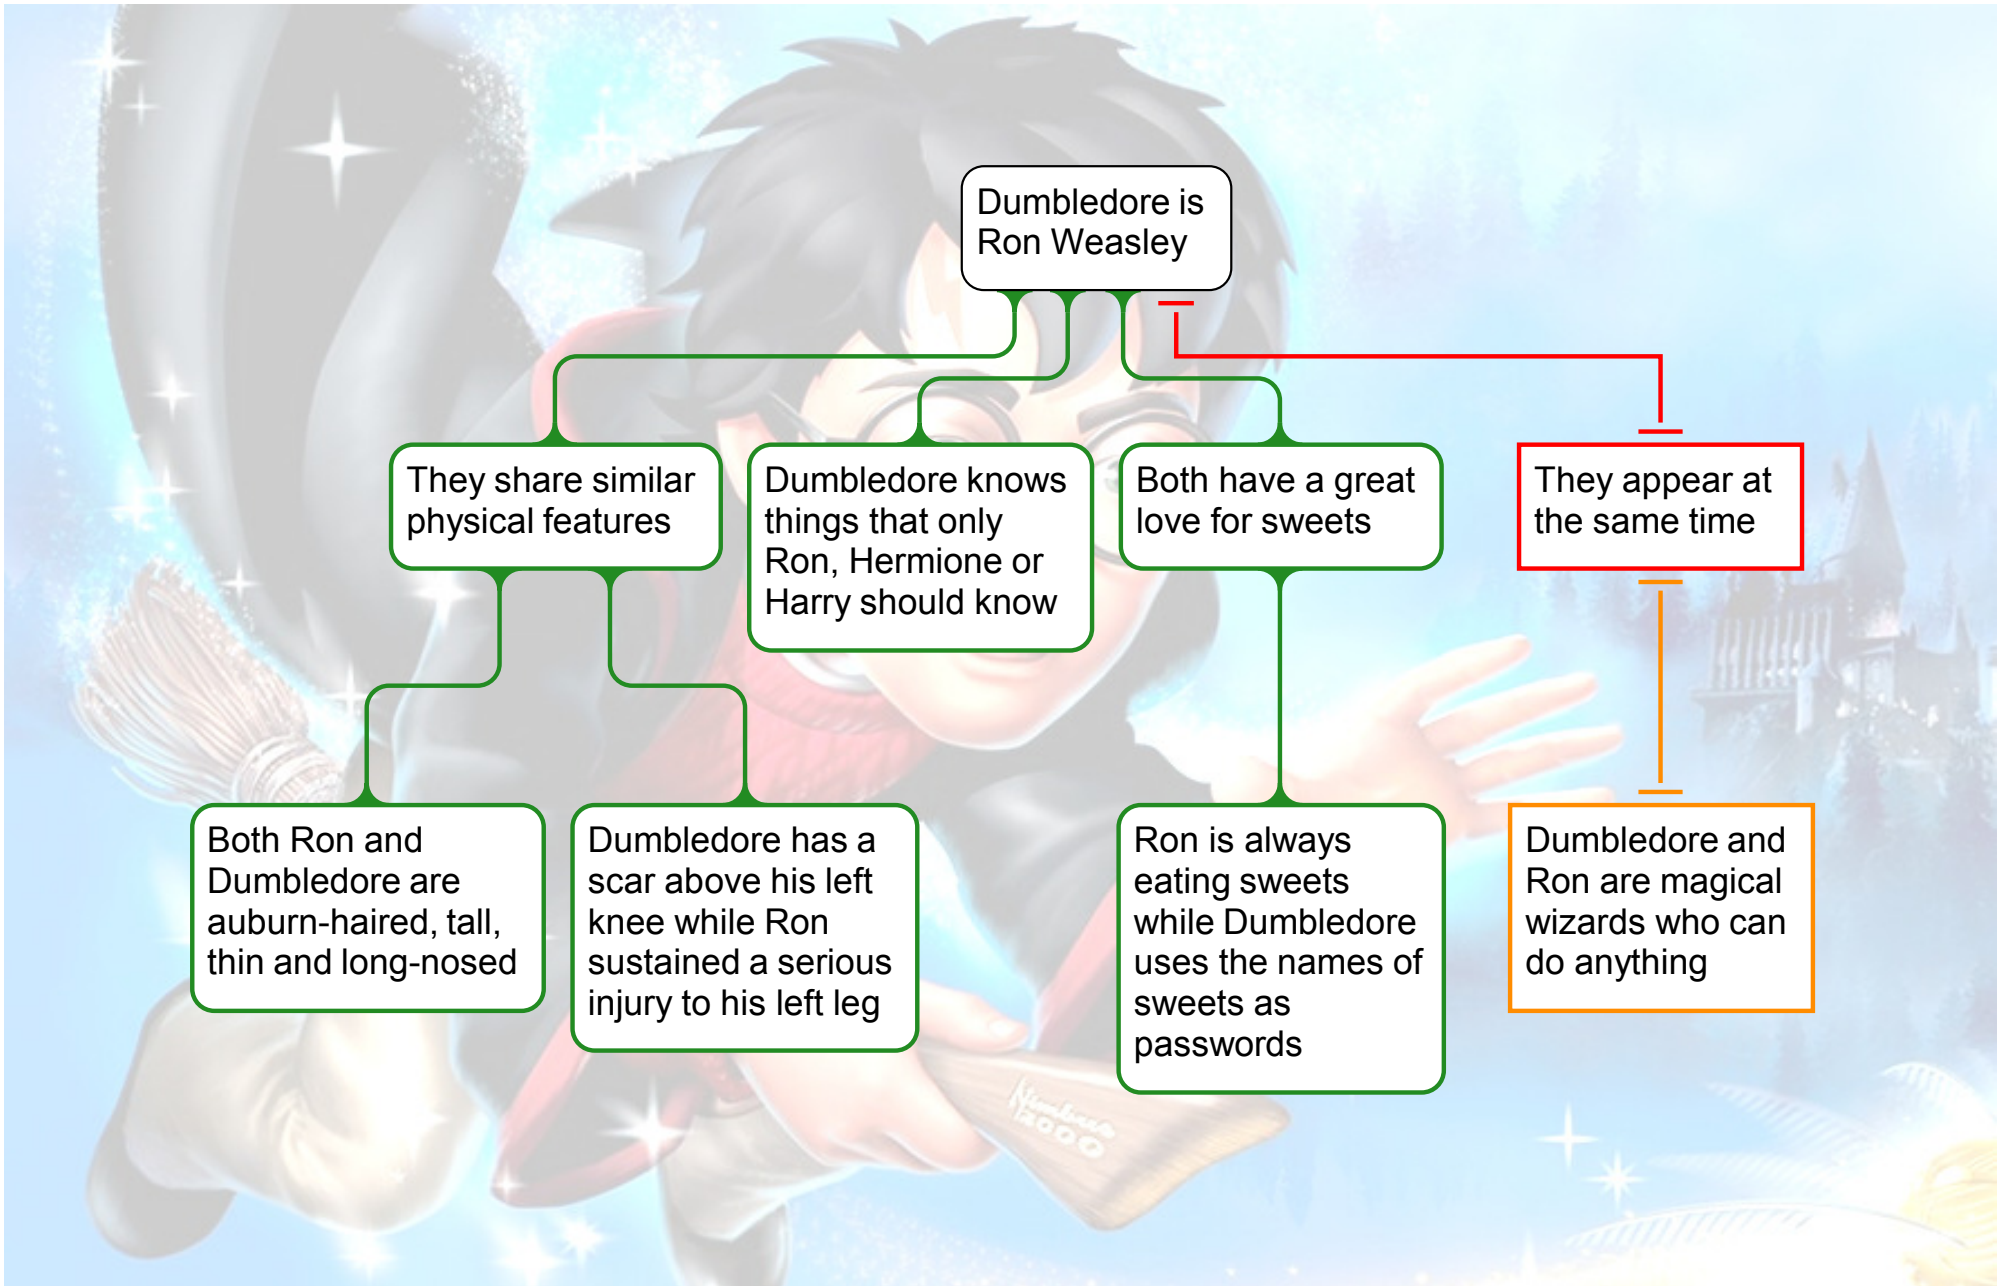 Dumbledore is
Ron Weasley
They share similar
physical features
Dumbledore knows
things that only
Ron, Hermione or
Harry should know
Both have a great
love for sweets
They appear at
the same time
Both Ron and
Dumbledore are
auburn-haired, tall,
thin and long-nosed
Dumbledore has a
scar above his left
knee while Ron
sustained a serious
injury to his left leg
Ron is always
eating sweets
while Dumbledore
uses the names of
sweets as
passwords
Dumbledore and
Ron are magical
wizards who can
do anything
Nimbus
2000